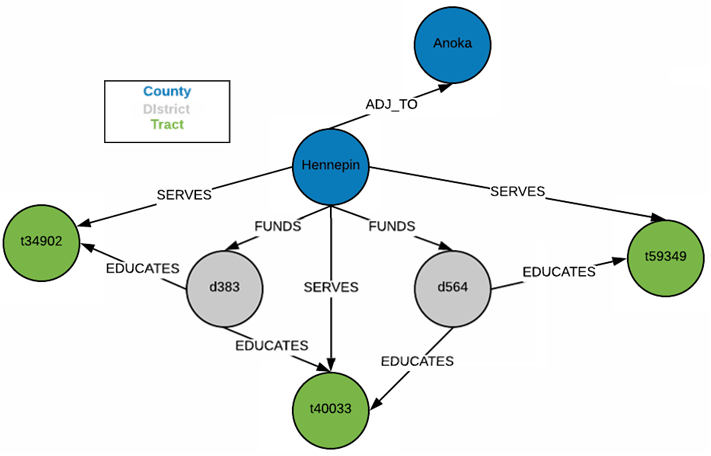 Anoka
County
DIstrict
Tract
ADJ_TO
Hennepin
SERVES
SERVES
FUNDS
FUNDS
t34902
t59349
EDUCATES
EDUCATES
d383
SERVES
d564
EDUCATES
EDUCATES
t40033